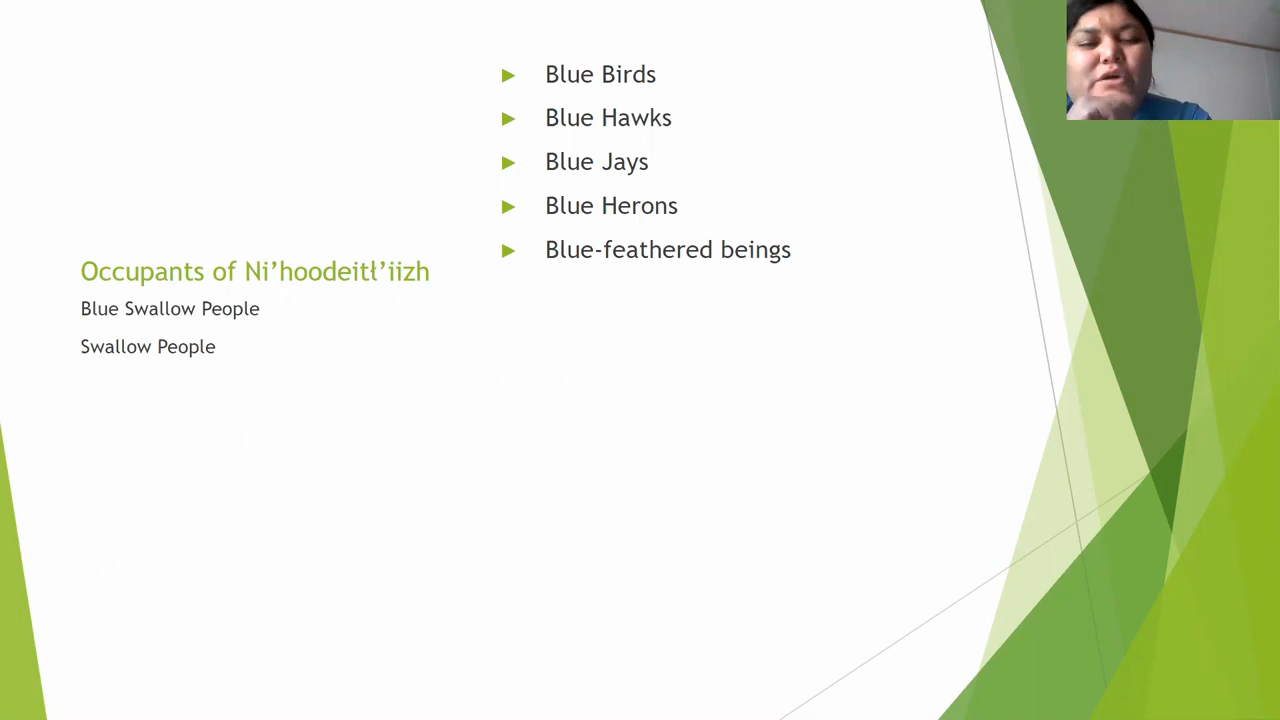 Occupants of Ni’hoodeitł’iizh
Blue Swallow People
Swallow People
Blue Birds
Blue Hawks
Blue Jays
Blue Herons
Blue-feathered beings